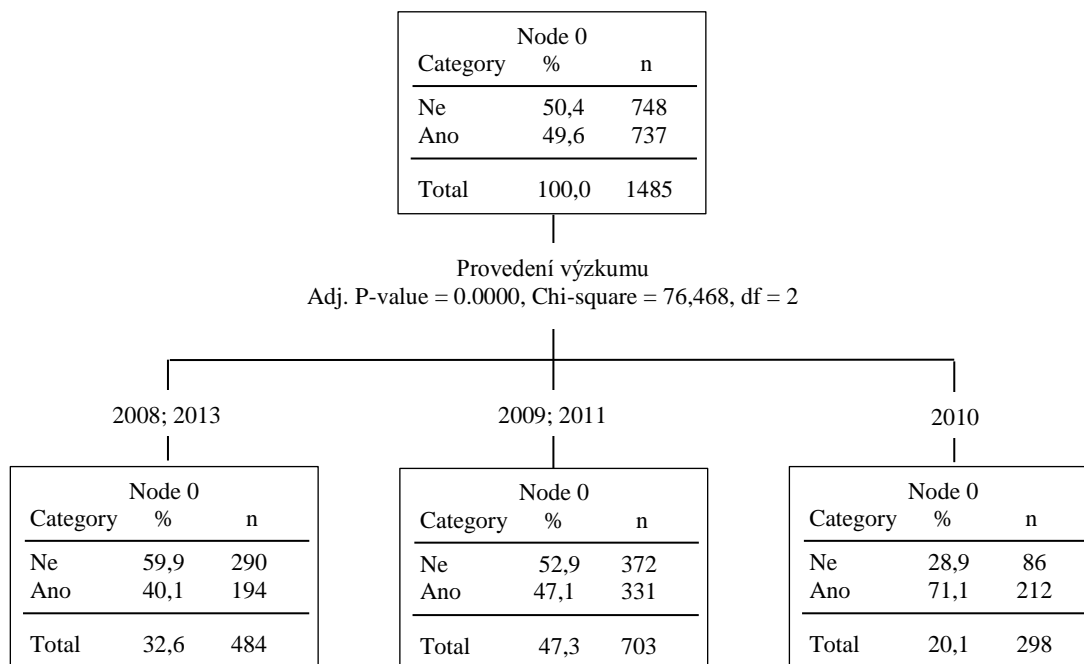 Node 0
Category % n
Ne 50,4 748
Ano 49,6 737
Total 100,0 1485
Provedení výzkumu
Adj. P-value = 0.0000, Chi-square = 76,468, df = 2
2008; 2013
2009; 2011
2010
Node 0
Category % n
Ne 59,9 290
Ano 40,1 194
Total 32,6 484
Node 0
Category % n
Ne 52,9 372
Ano 47,1 331
Total 47,3 703
Node 0
Category % n
Ne 28,9 86
Ano 71,1 212
Total 20,1 298